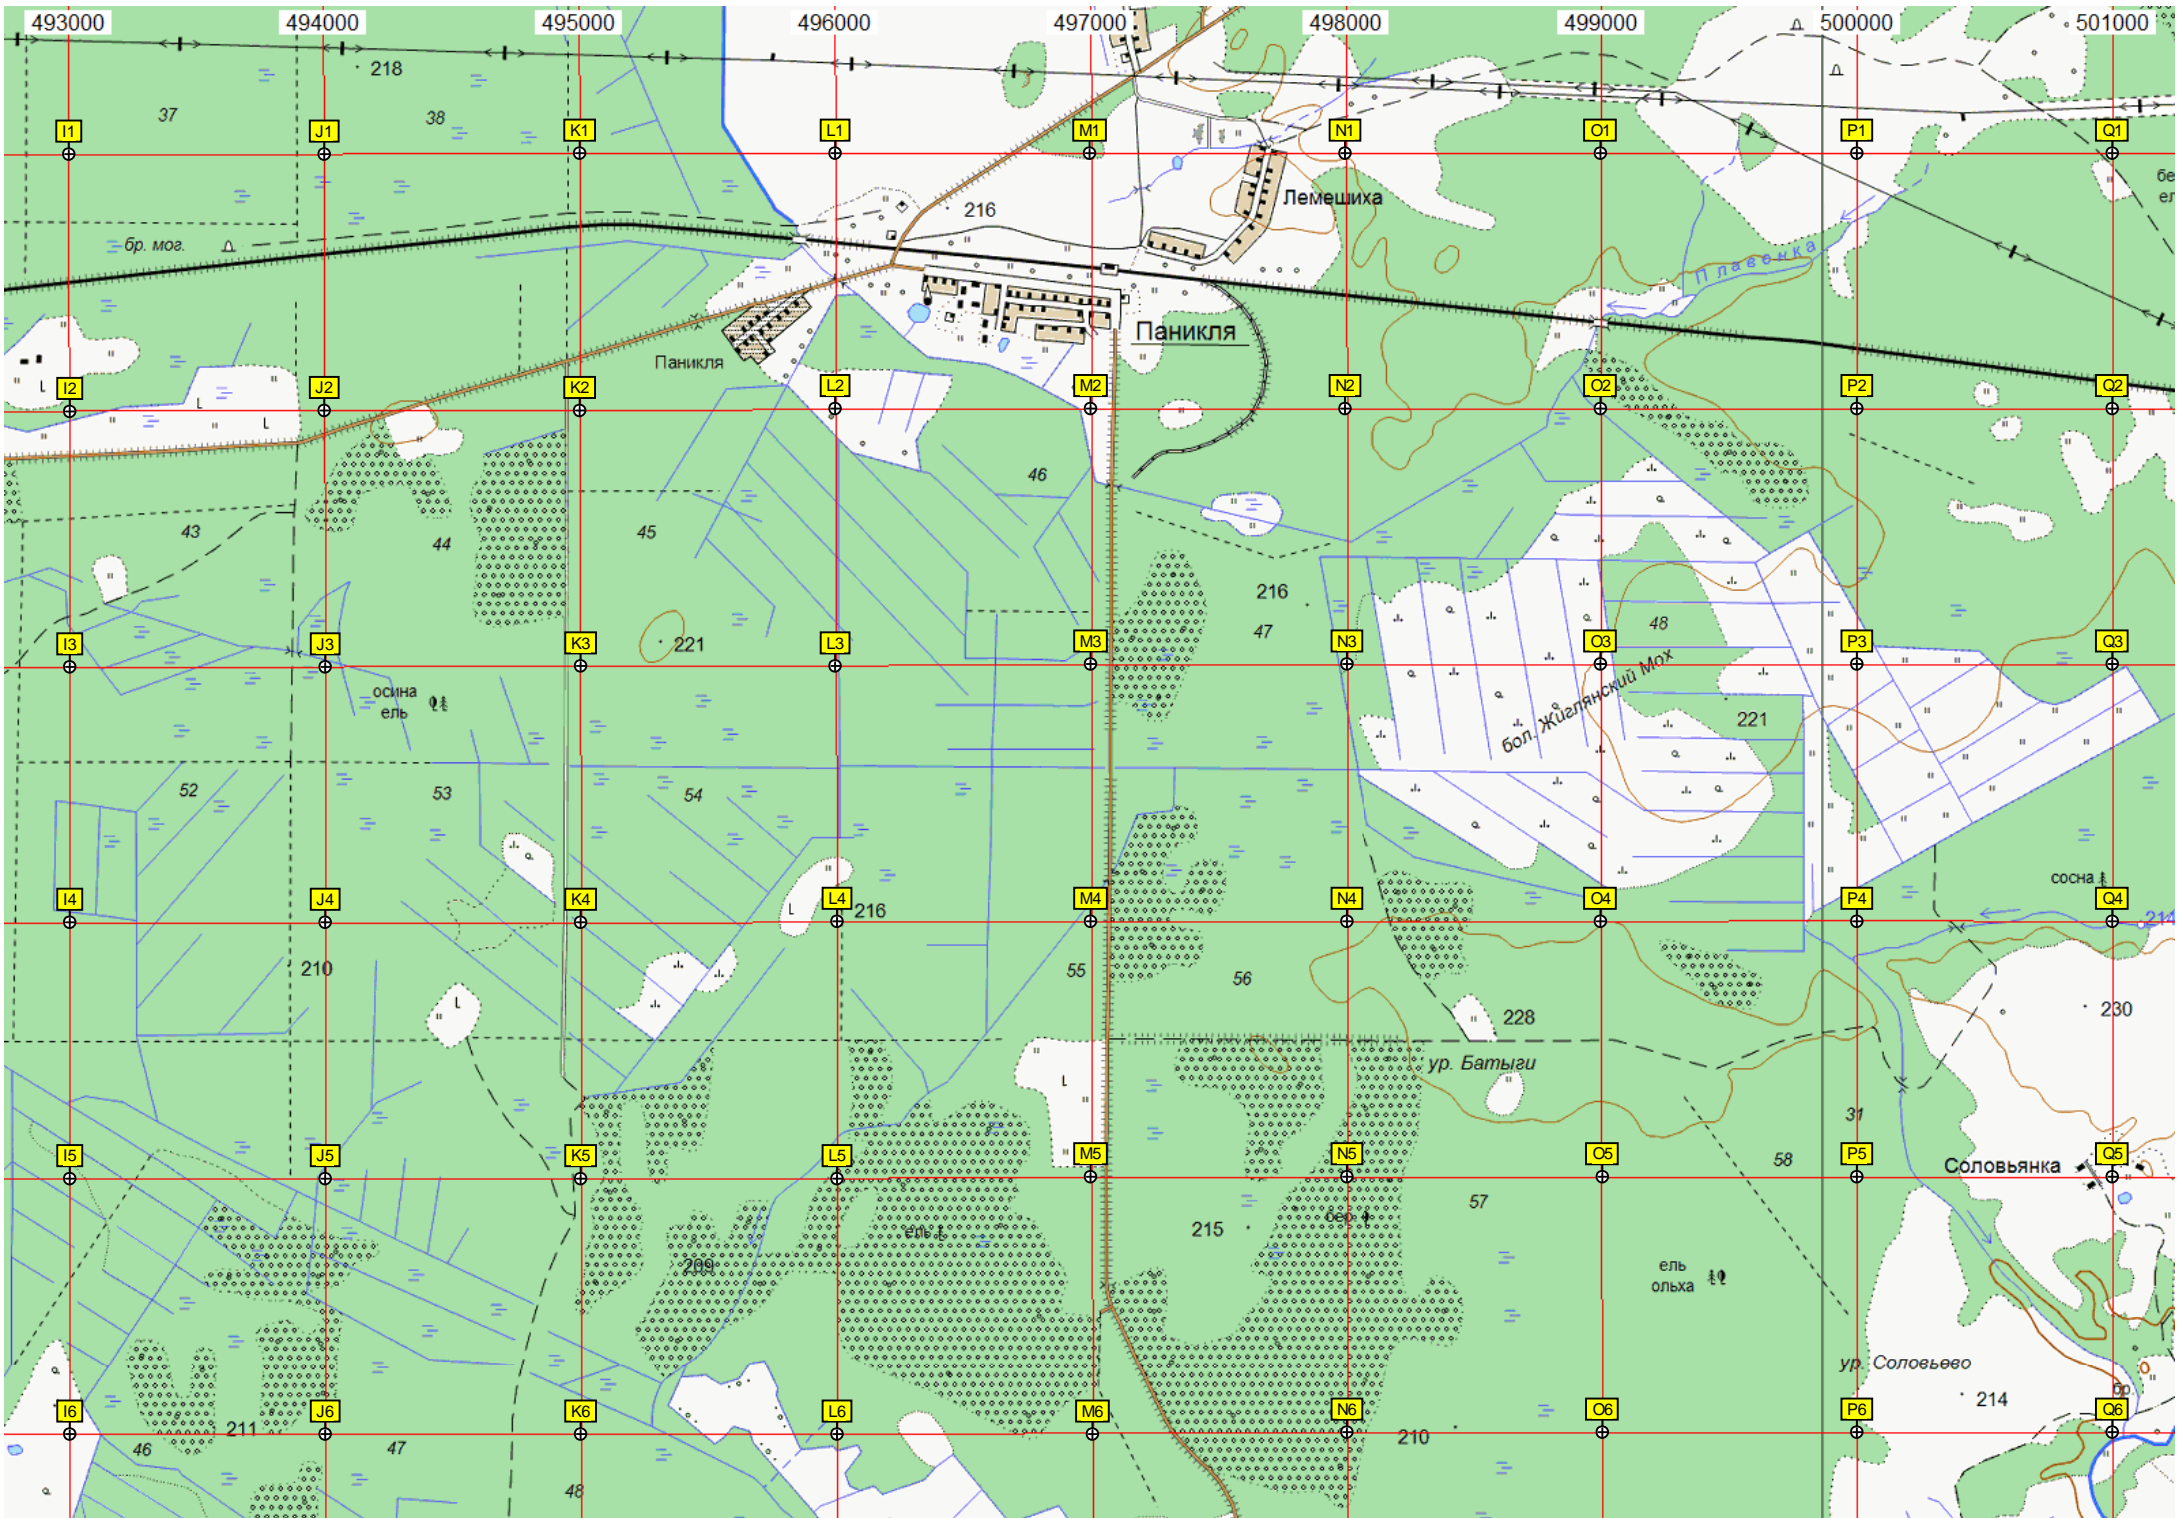 493000 494000 495000 496000 497000 498000 499000 500000 501000
218
37 38
I1 J1 K1 L1 M1 N1 O1 P1 Q1
Лемешиха
216
бр. мог.
Плавонка
Паникля
Паникля
I2 J2 K2 L2 M2 N2 O2 P2 Q2
46
43 44 45
216
47 48
I3 J3 K3 L3 M3 N3 O3 P3 Q3
221
осина
ель
бол. Жиглянский Мох
221
52 53 54
сосна
I4 J4 K4 L4 M4 N4 O4 P4 Q4
216
214
210 55 56
228 230
ур. Батыги
31
I5 J5 K5 L5 M5 N5 O5 P5 Q5
58 Соловьянка
57
бер.
215
ель
209
ель
ольха
ур. Соловьево
214
бр.
I6 J6 K6 L6 M6 N6 O6 P6 Q6
211
46 47 210
48